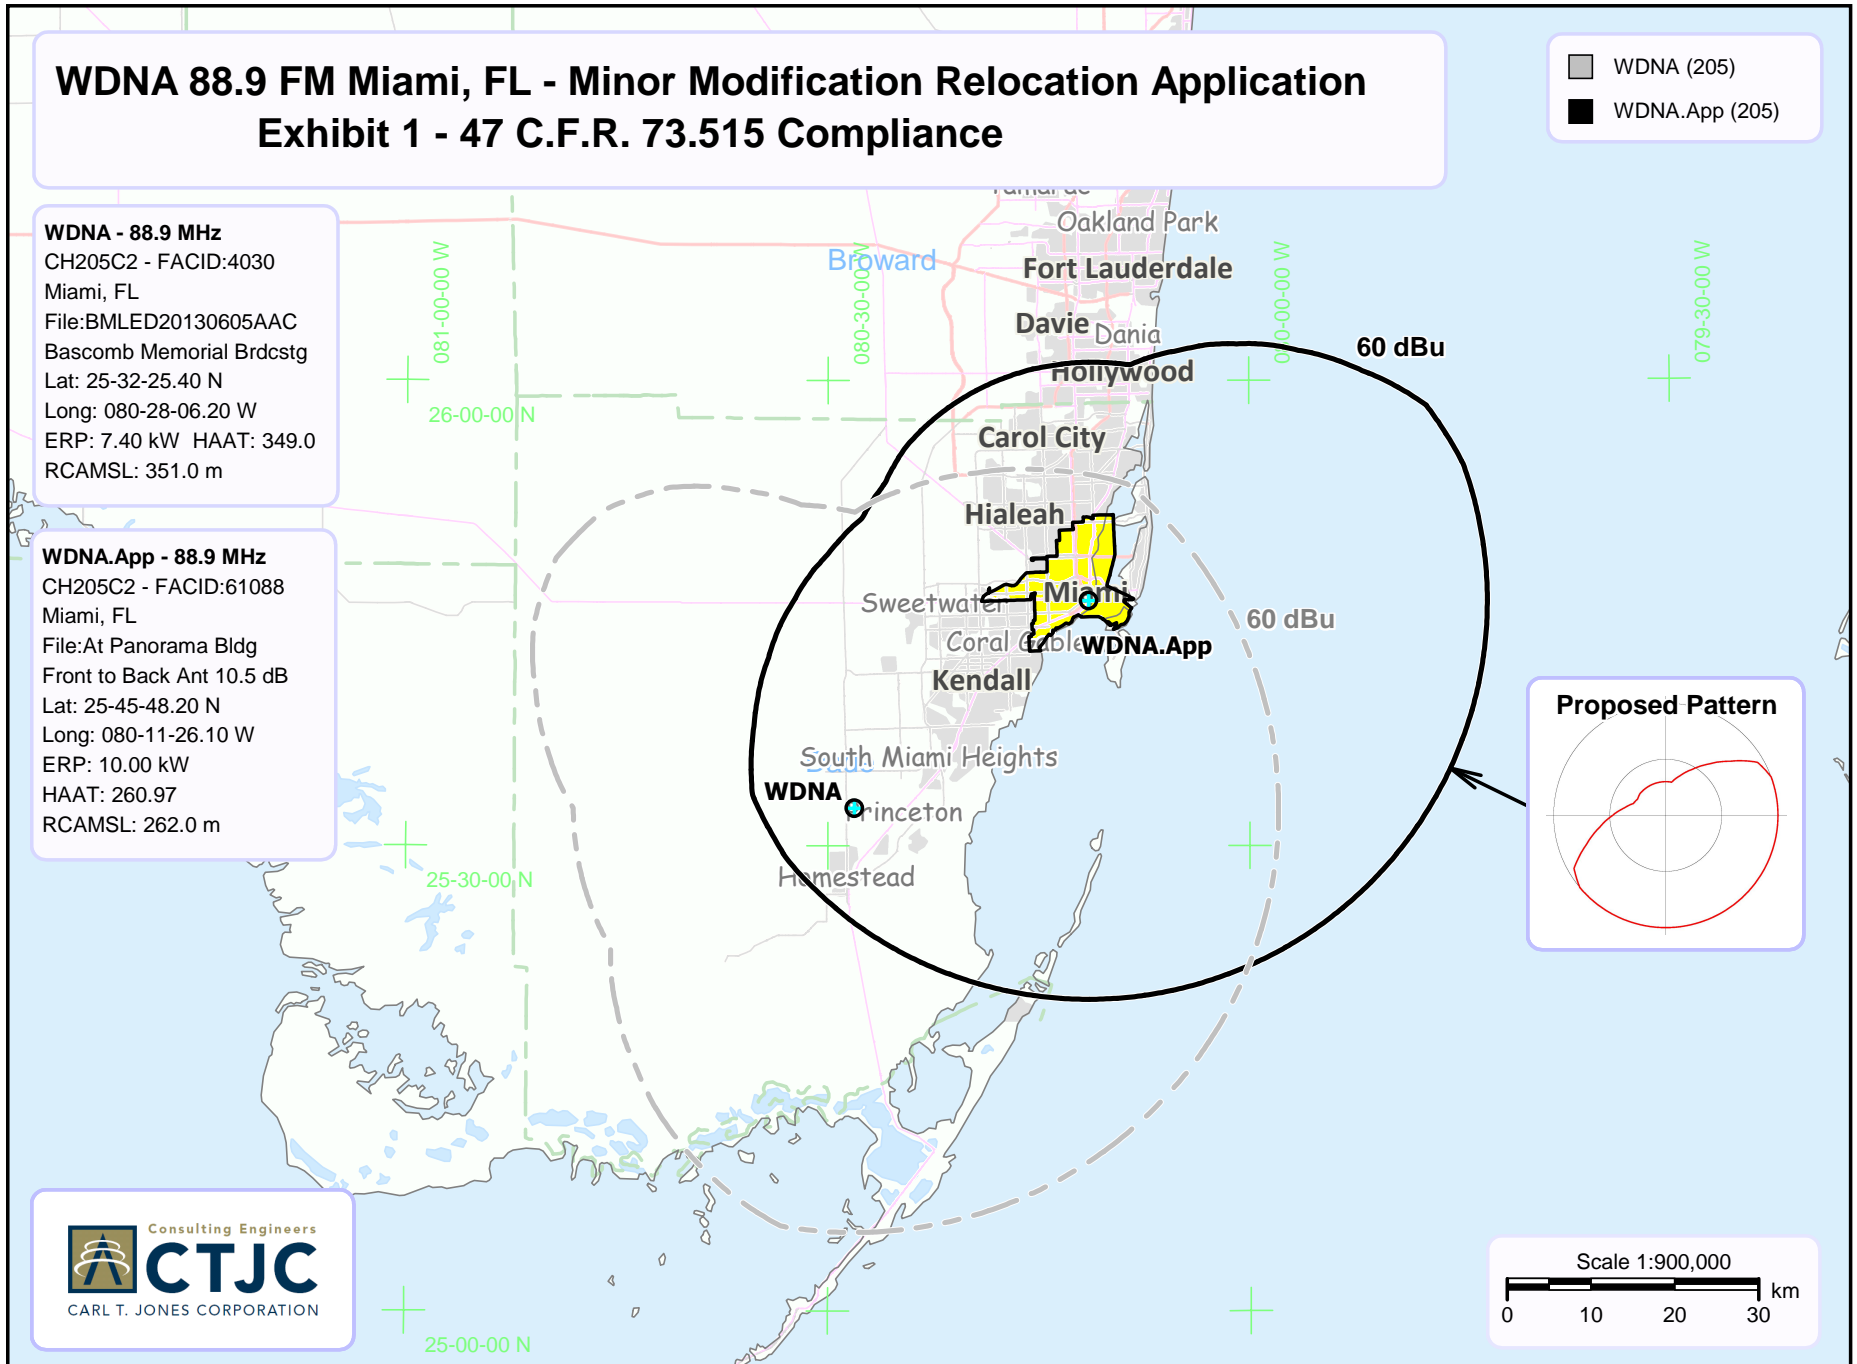 WDNA 88.9 FM Miami, FL - Minor Modification Relocation Application
Exhibit 1 - 47 C.F.R. 73.515 Compliance
WDNA (205)
WDNA.App (205)
WDNA - 88.9 MHz
CH205C2 - FACID:4030
Miami, FL
File:BMLED20130605AAC
Bascomb Memorial Brdcstg
Lat: 25-32-25.40 N
Long: 080-28-06.20 W
ERP: 7.40 kW HAAT: 349.0
RCAMSL: 351.0 m
WDNA.App - 88.9 MHz
CH205C2 - FACID:61088
Miami, FL
File:At Panorama Bldg
Front to Back Ant 10.5 dB
Lat: 25-45-48.20 N
Long: 080-11-26.10 W
ERP: 10.00 kW
HAAT: 260.97
RCAMSL: 262.0 m
Oakland Park
Broward
Fort Lauderdale
Davie
Dania
Hollywood
60 dBu
081-00-00 W
080-30-00 W
079-30-00 W
26-00-00 N
Carol City
Hialeah
Miami
Sweetwater
60 dBu
Coral Gable
WDNA.App
Kendall
South Miami Heights
WDNA
Princeton
Homestead
25-30-00 N
Proposed Pattern
25-00-00 N
Consulting Engineers
CTJC
CARL T. JONES CORPORATION
Scale 1:900,000
km
0 10 20 30